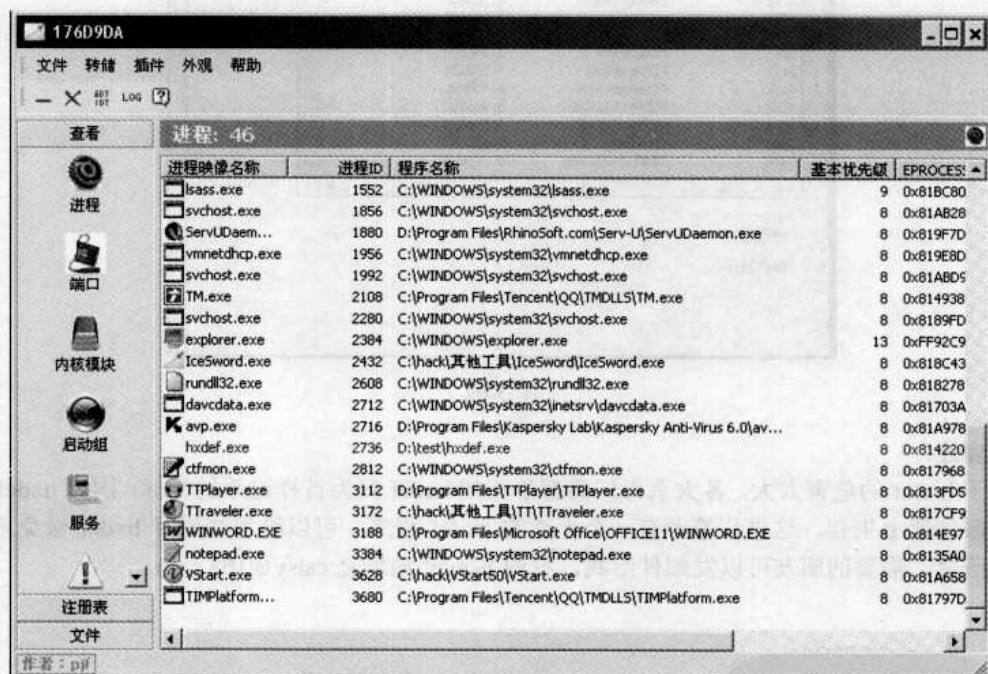 176D9DA
文件 转储 插件 外观 帮助
GDT IDT LOG
查看
进程: 46
进程
端口
内核模块
启动组
服务
注册表
文件
进程映像名称 进程ID 程序名称 基本优先级 EPROCESS
lsass.exe 1552 C:\WINDOWS\system32\lsass.exe 9 0x81BC80
svchost.exe 1856 C:\WINDOWS\system32\svchost.exe 8 0x81AB28
ServUDaem... 1880 D:\Program Files\RhinoSoft.com\Serv-U\ServUDaemon.exe 8 0x819F7D
vmnetdhcp.exe 1956 C:\WINDOWS\system32\vmnetdhcp.exe 8 0x819E8D
svchost.exe 1992 C:\WINDOWS\system32\svchost.exe 8 0x81ABD9
TM.exe 2108 C:\Program Files\Tencent\QQ\TMDLLS\TM.exe 8 0x814938
svchost.exe 2280 C:\WINDOWS\system32\svchost.exe 8 0x8189FD
explorer.exe 2384 C:\WINDOWS\explorer.exe 13 0xFF92C9
IceSword.exe 2432 C:\hack\其他工具\IceSword\IceSword.exe 8 0x818C43
rundll32.exe 2608 C:\WINDOWS\system32\rundll32.exe 8 0x818278
davcdata.exe 2712 C:\WINDOWS\system32\inetsrv\davcdata.exe 8 0x81703A
avp.exe 2716 D:\Program Files\Kaspersky Lab\Kaspersky Anti-Virus 6.0\av... 8 0x81A978
hxdef.exe 2736 D:\test\hxdef.exe 8 0x814220
ctfmon.exe 2812 C:\WINDOWS\system32\ctfmon.exe 8 0x817968
TTPlayer.exe 3112 D:\Program Files\TTPlayer\TTPlayer.exe 8 0x813FD5
TTraveler.exe 3172 C:\hack\其他工具\TT\TTraveler.exe 8 0x817CF9
WINWORD.EXE 3188 D:\Program Files\Microsoft Office\OFFICE11\WINWORD.EXE 8 0x814E97
notepad.exe 3384 C:\WINDOWS\system32\notepad.exe 8 0x8135A0
VStart.exe 3628 C:\hack\VStart50\VStart.exe 8 0x81A658
TIMPlatform... 3680 C:\Program Files\Tencent\QQ\TMDLLS\TIMPlatform.exe 8 0x81797D
作者：pjf